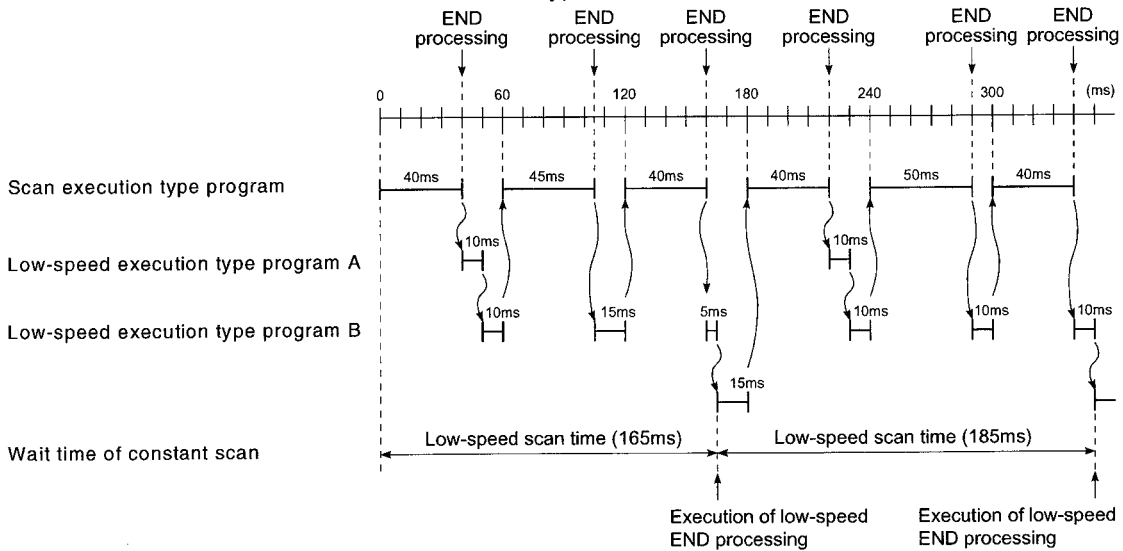 END processing END processing END processing END processing END processing END processing
0 60 120 180 240 300 (ms)
Scan execution type program 40ms 45ms 40ms 40ms 50ms 40ms
10ms 10ms
Low-speed execution type program A
10ms 15ms 5ms 10ms 10ms 10ms
Low-speed execution type program B
15ms
Low-speed scan time (165ms) Low-speed scan time (185ms)
Wait time of constant scan
Execution of low-speed END processing
Execution of low-speed END processing